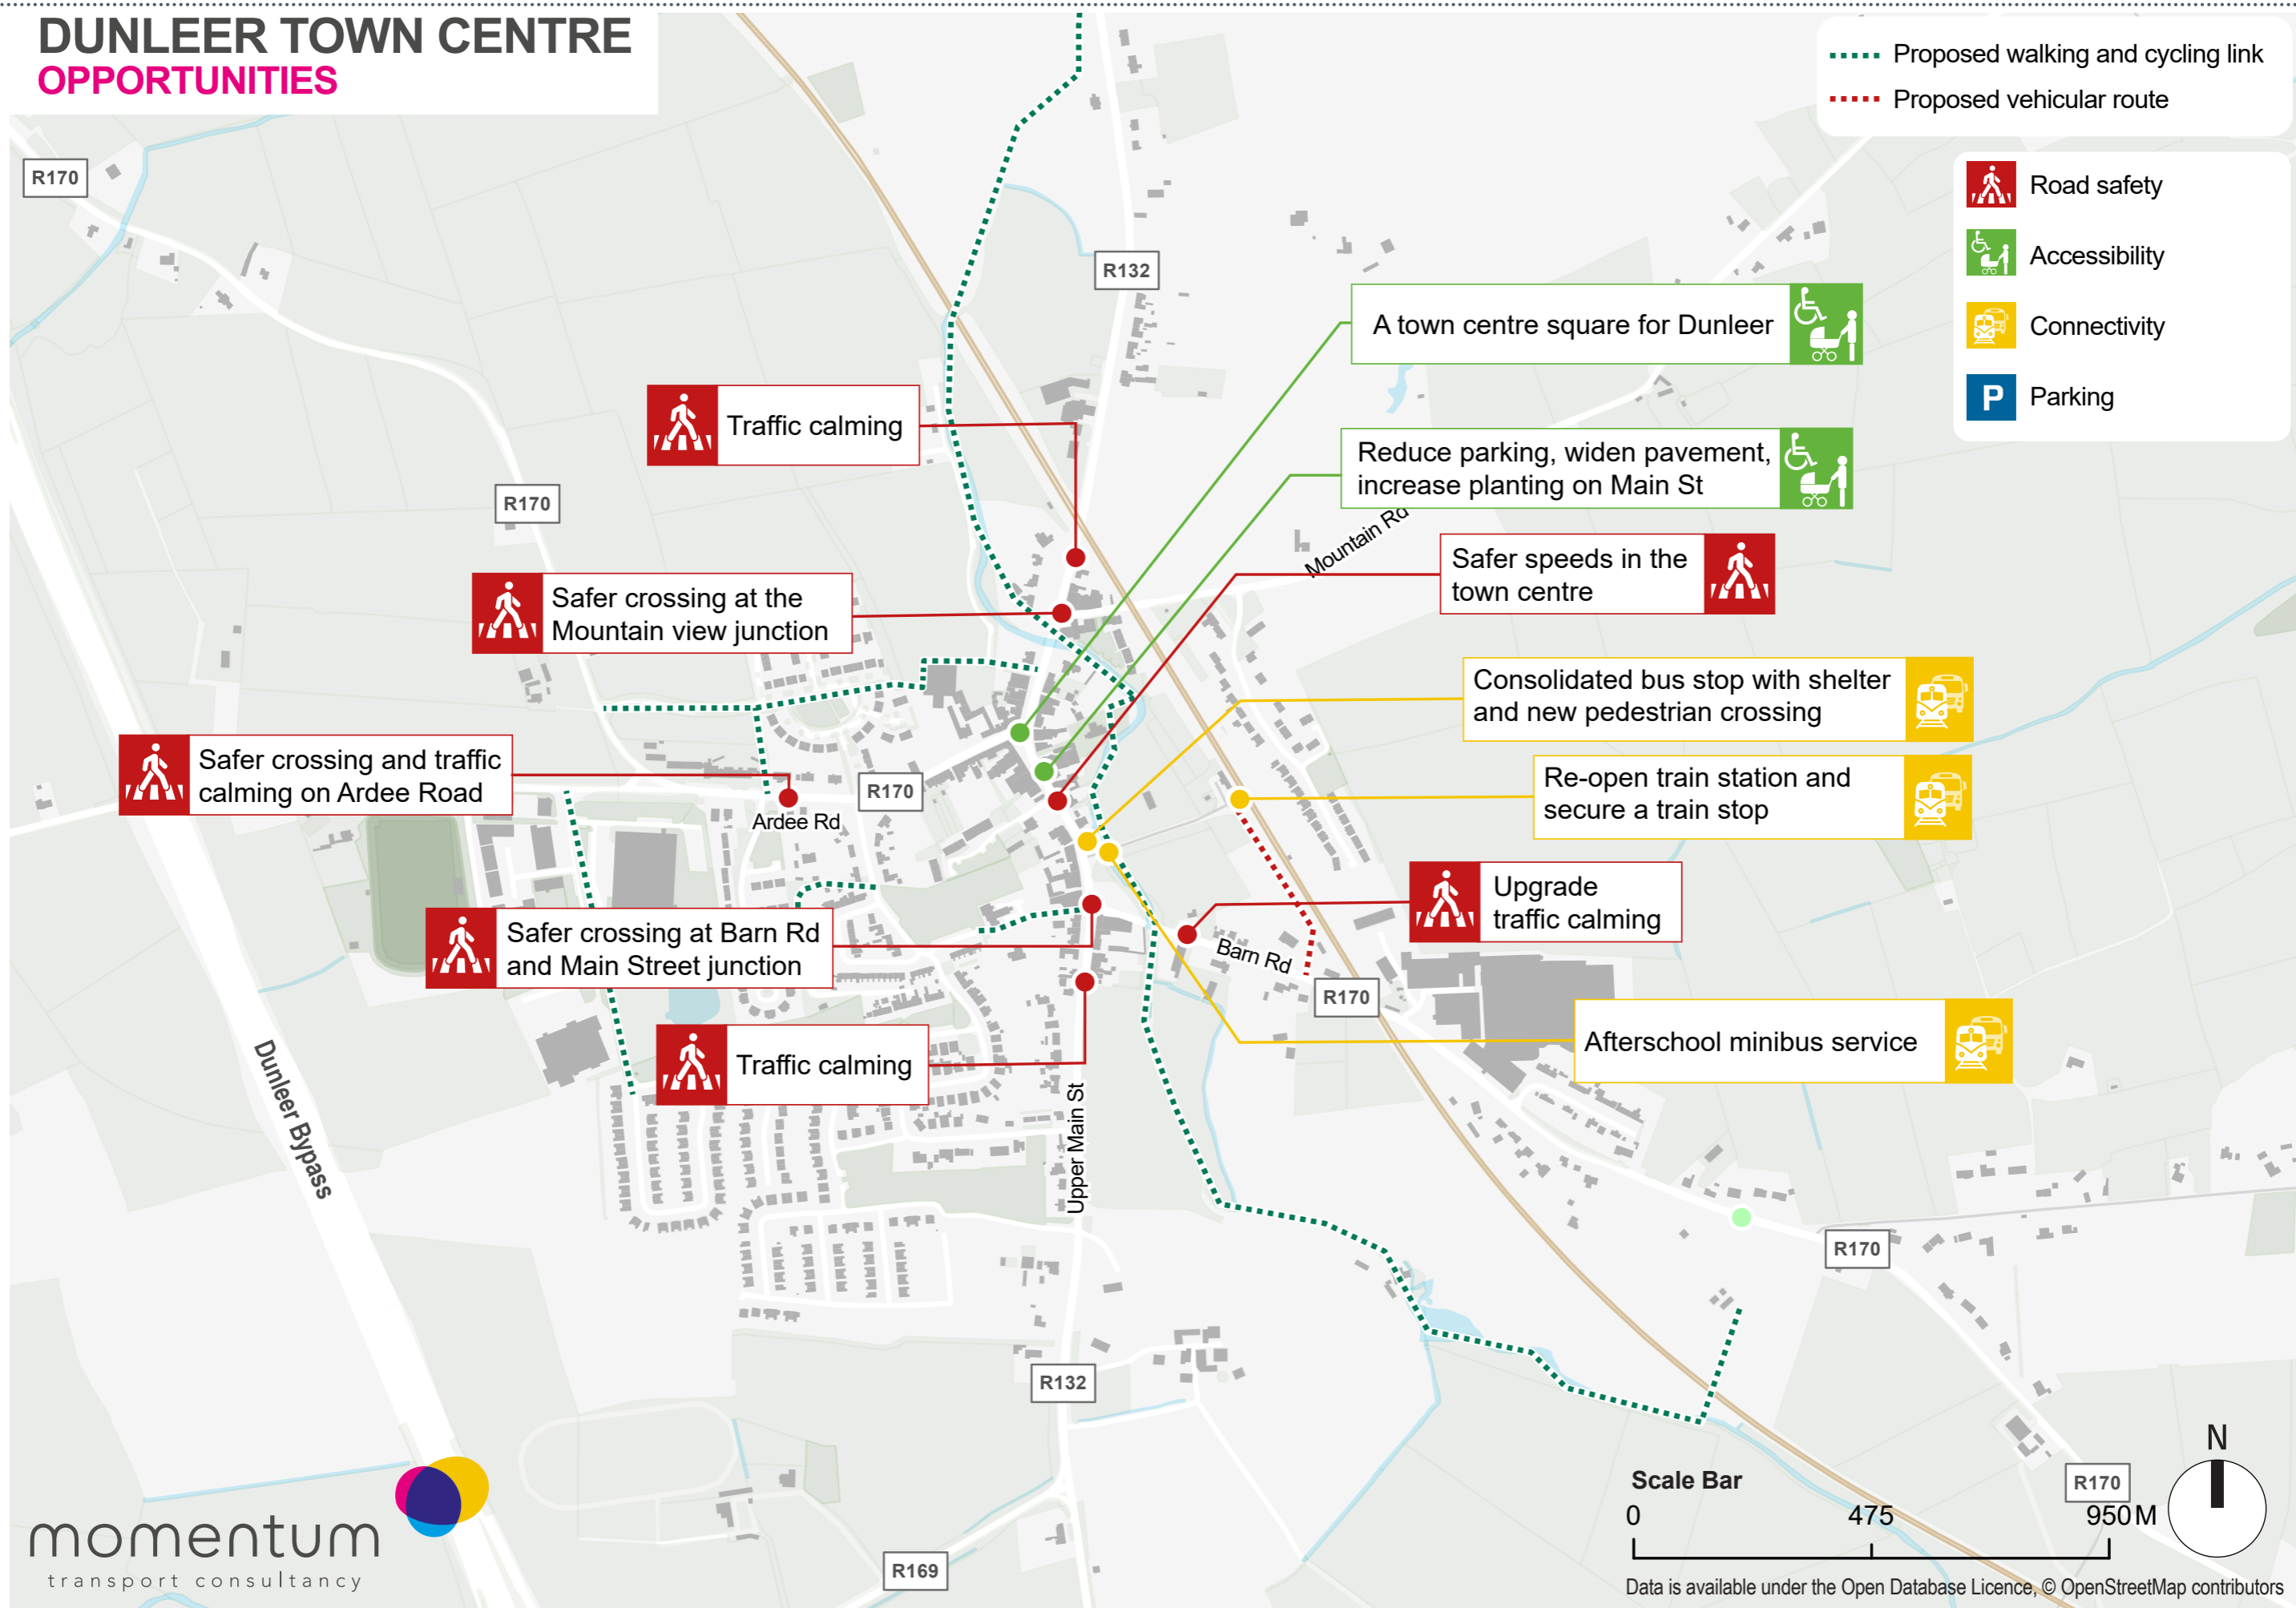 DUNLEER TOWN CENTRE
OPPORTUNITIES
Proposed walking and cycling link
Proposed vehicular route
Road safety
Accessibility
Connectivity
P
Parking
R170
R132
A town centre square for Dunleer
Traffic calming
Reduce parking, widen pavement,
increase planting on Main St
R170
Mountain Rd
Safer speeds in the
town centre
Safer crossing at the
Mountain view junction
Consolidated bus stop with shelter
and new pedestrian crossing
Safer crossing and traffic
calming on Ardee Road
R170
Ardee Rd
Re-open train station and
secure a train stop
Upgrade
traffic calming
Safer crossing at Barn Rd
and Main Street junction
Barn Rd
R170
Afterschool minibus service
Traffic calming
Dunleer Bypass
Upper Main St
R170
R132
R170
R169
N
Scale Bar
0 475 950 M
momentum
transport consultancy
Data is available under the Open Database Licence, © OpenStreetMap contributors